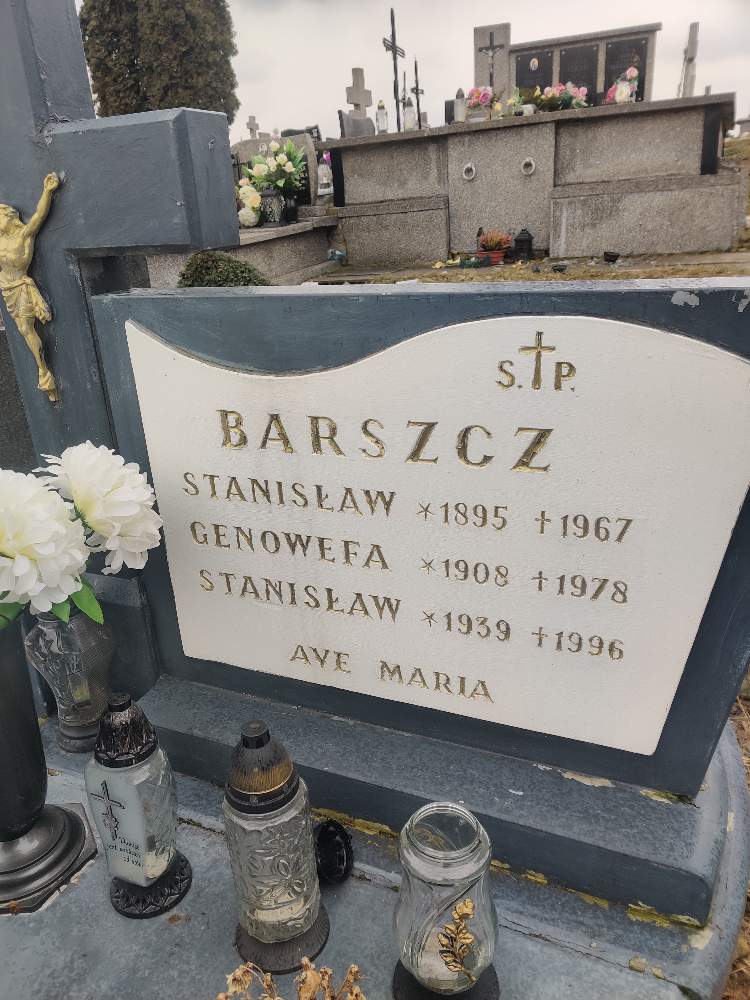 S. † P.
BARSZCZ
STANISŁAW * 1895 † 1967
GENOWEFA * 1908 † 1978
STANISŁAW * 1939 † 1996
AVE MARIA